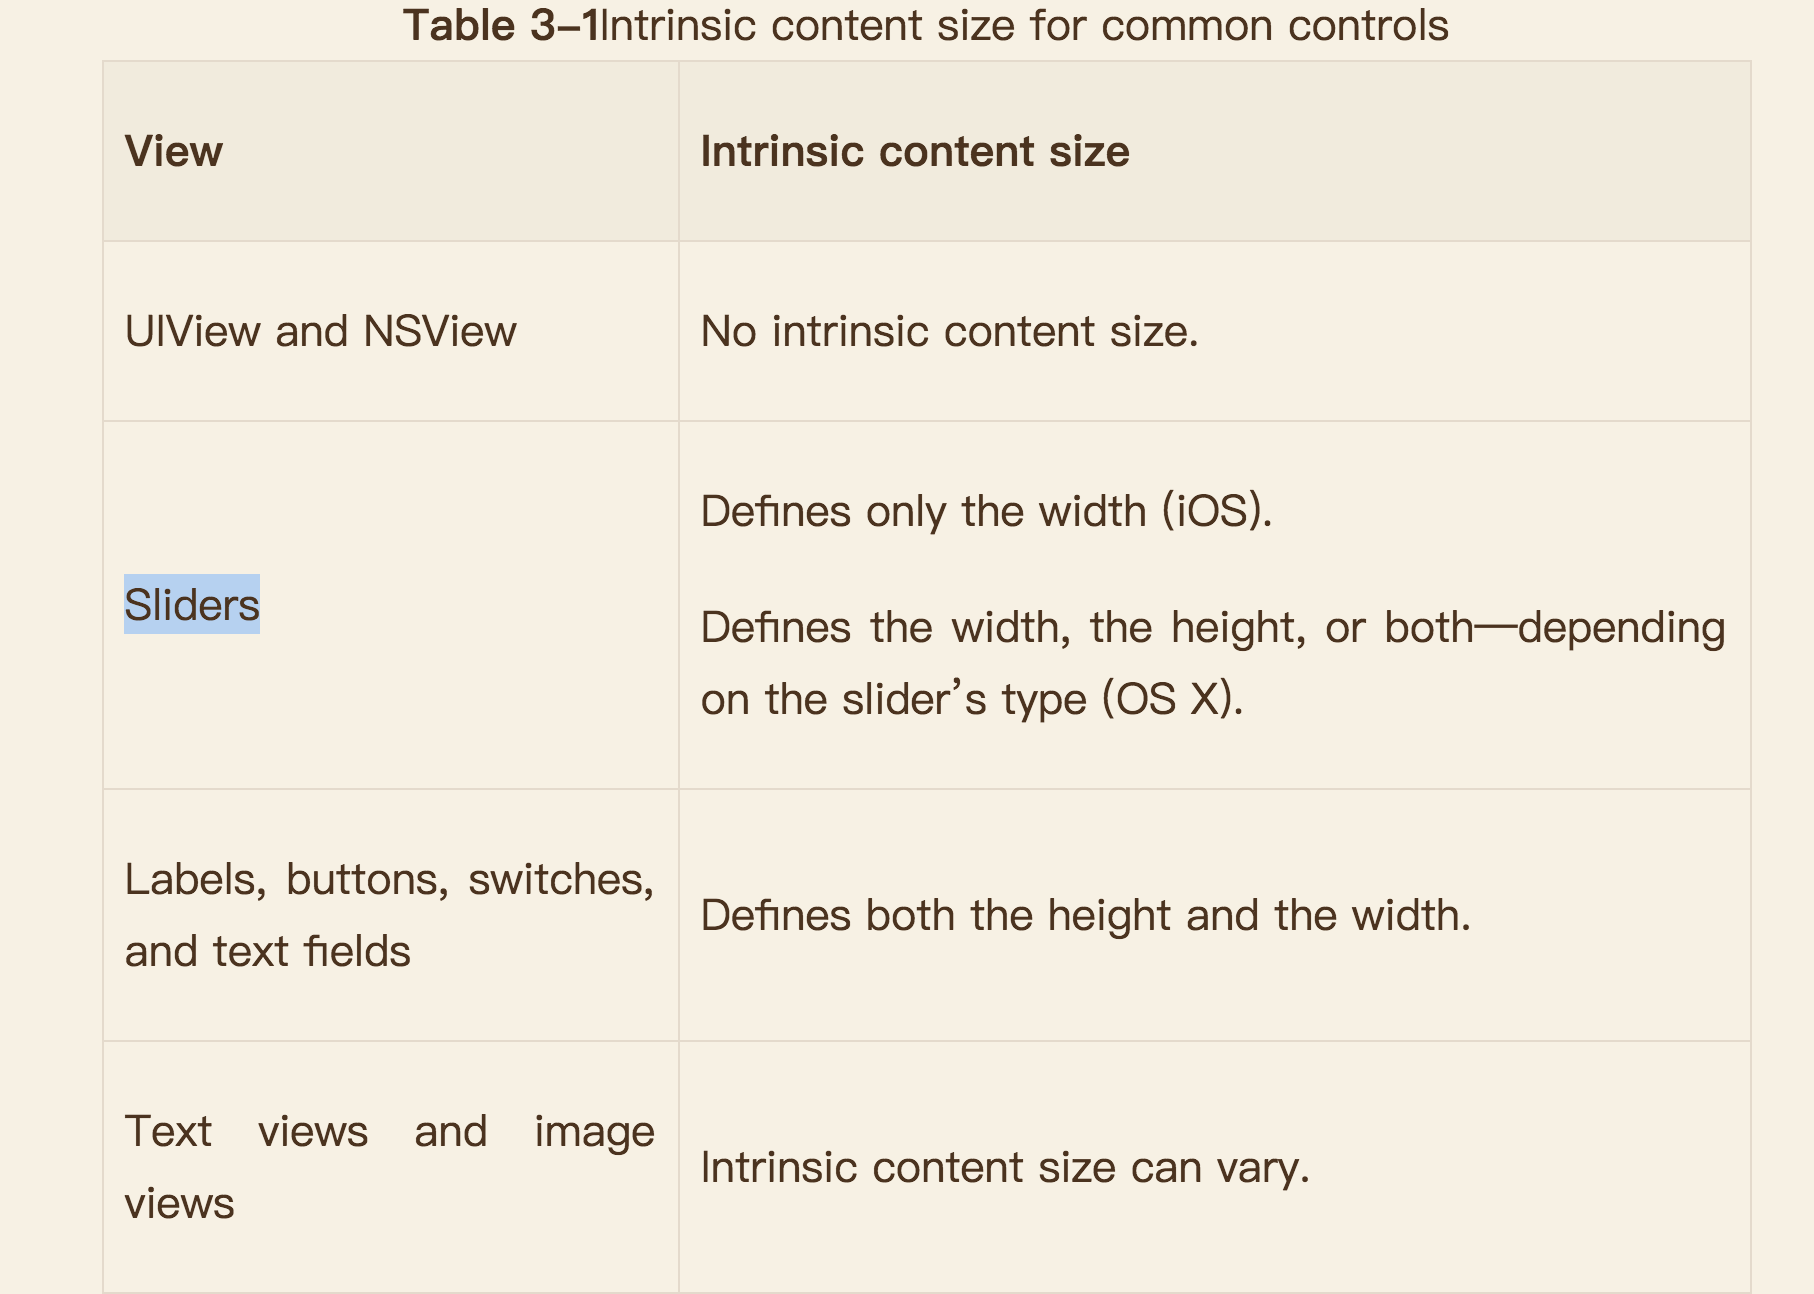 Table 3–1Intrinsic content size for common controls
View
Intrinsic content size
UIView and NSView
No intrinsic content size.
Sliders
Defines only the width (iOS).
Defines the width, the height, or both—depending
on the slider’s type (OS X).
Labels, buttons, switches,
and text fields
Defines both the height and the width.
Text views and image
views
Intrinsic content size can vary.